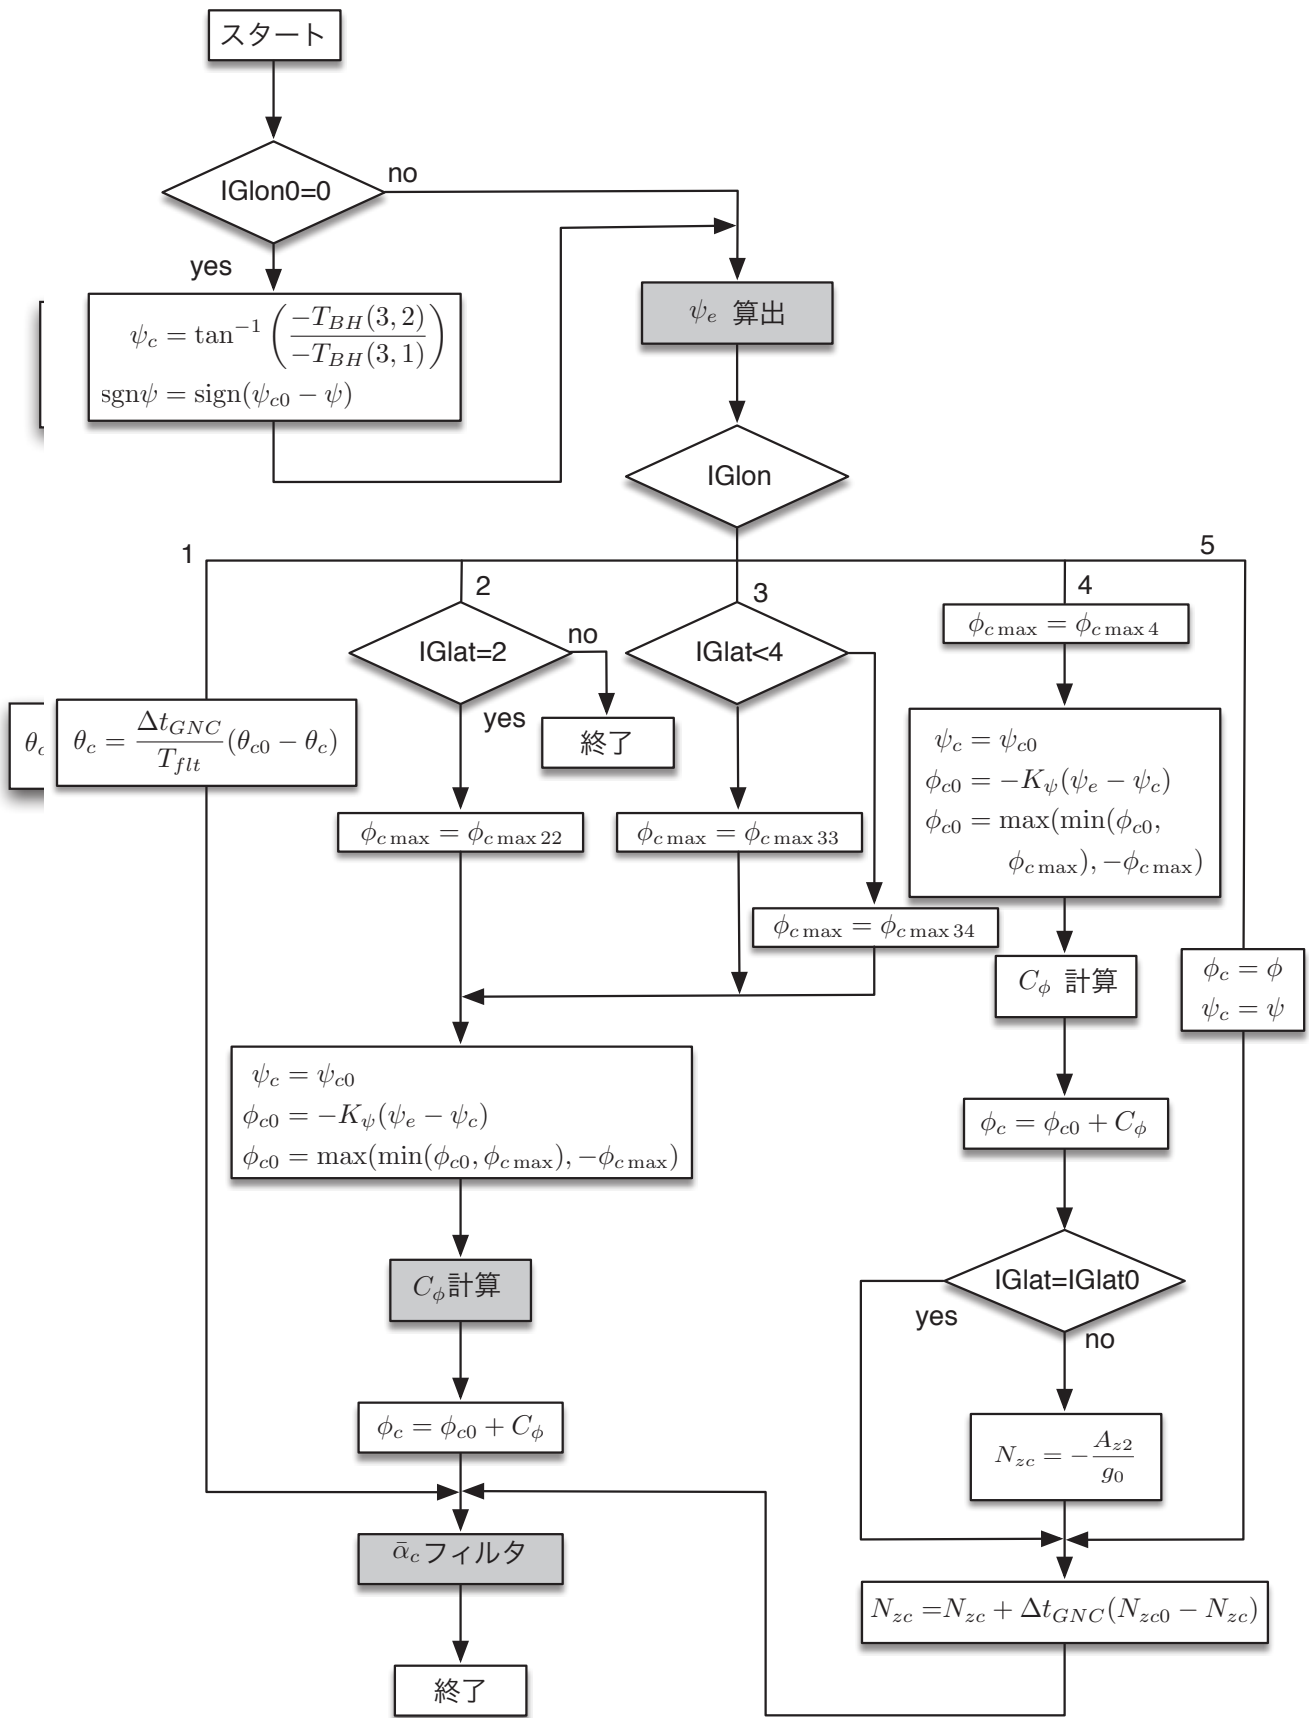 スタート
IGlon0=0
no
yes
ψ_c = tan^{-1} ( -T_{BH}(3, 2) / -T_{BH}(3, 1) )
sgnψ = sign(ψ_{c0} − ψ)
ψ_e 算出
IGlon
1
2
3
4
5
IGlat=2
no
yes
終了
IGlat<4
φ_{c max} = φ_{c max 4}
θ_c
θ_c = \frac{Δt_{GNC}}{T_{flt}}(θ_{c0} − θ_c)
ψ_c = ψ_{c0}
φ_{c0} = −K_ψ(ψ_e − ψ_c)
φ_{c0} = max(min(φ_{c0},
φ_{c max}), −φ_{c max})
φ_{c max} = φ_{c max 22}
φ_{c max} = φ_{c max 33}
φ_{c max} = φ_{c max 34}
C_φ 計算
φ_c = φ
ψ_c = ψ
ψ_c = ψ_{c0}
φ_{c0} = −K_ψ(ψ_e − ψ_c)
φ_{c0} = max(min(φ_{c0}, φ_{c max}), −φ_{c max})
φ_c = φ_{c0} + C_φ
C_φ計算
IGlat=IGlat0
yes
no
φ_c = φ_{c0} + C_φ
N_{zc} = −\frac{A_{z2}}{g_0}
ᾱ_cフィルタ
N_{zc} =N_{zc} + Δt_{GNC}(N_{zc0} − N_{zc})
終了